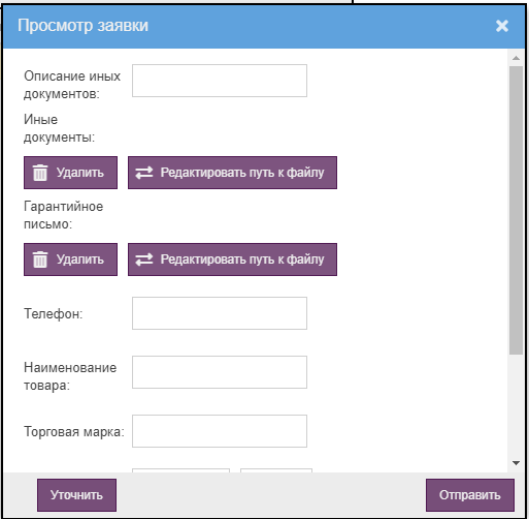 Просмотр заявки
Описание иных
документов:
Иные
документы:
Удалить Редактировать путь к файлу
Гарантийное
письмо:
Удалить Редактировать путь к файлу
Телефон:
Наименование
товара:
Торговая марка:
Уточнить Отправить